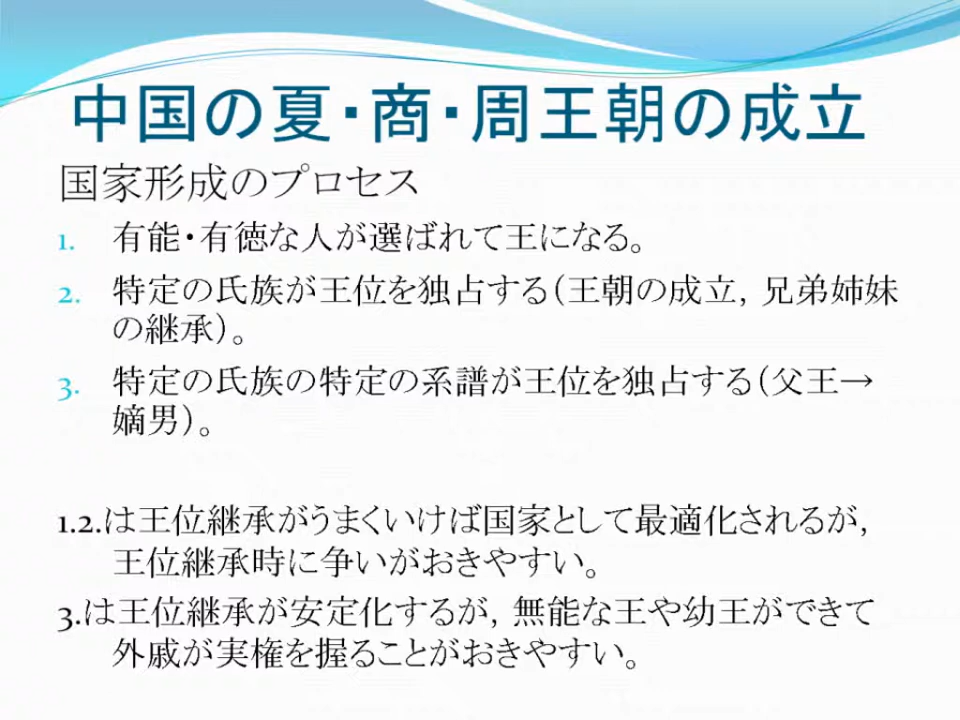 中国の夏・商・周王朝の成立
国家形成のプロセス
1. 有能・有徳な人が選ばれて王になる。
2. 特定の氏族が王位を独占する（王朝の成立，兄弟姉妹
の継承）。
3. 特定の氏族の特定の系譜が王位を独占する（父王→
嫡男）。
1.2.は王位継承がうまくいけば国家として最適化されるが，
王位継承時に争いがおきやすい。
3.は王位継承が安定化するが，無能な王や幼王ができて
外戚が実権を握ることがおきやすい。